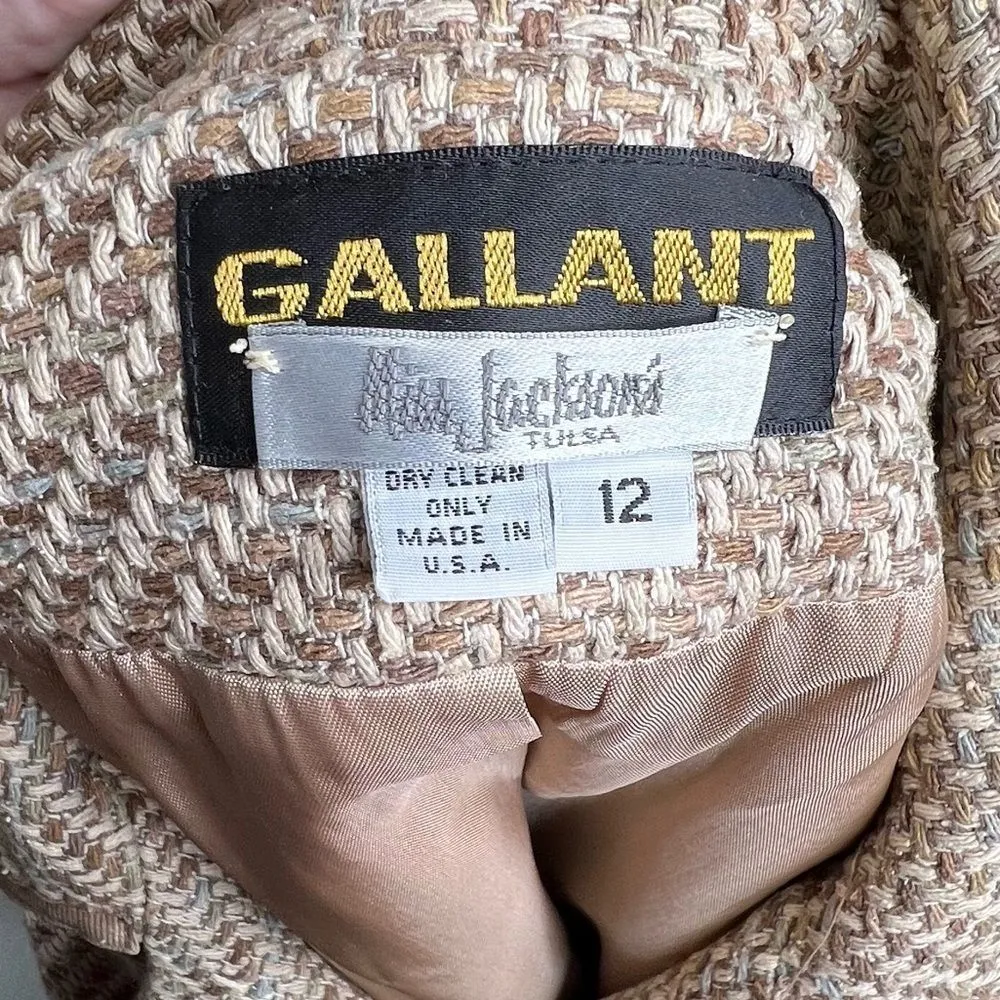 GALLANT
Miss Jackson's
TULSA
DRY CLEAN
ONLY
MADE IN
U.S.A.
12